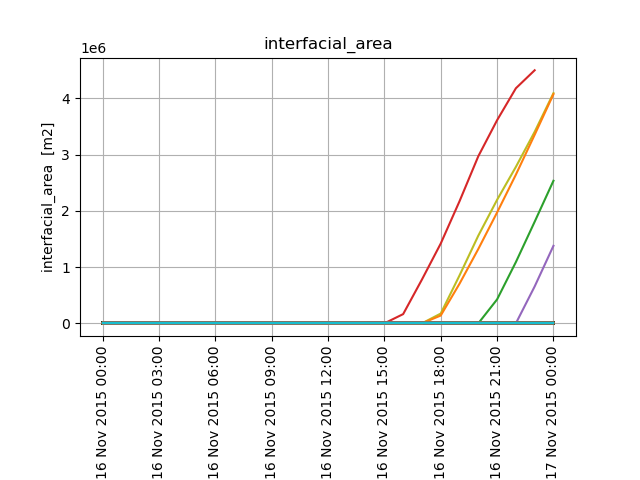 interfacial_area
1e6
4
3
2
1
0
interfacial_area [m2]
16 Nov 2015 00:00
16 Nov 2015 03:00
16 Nov 2015 06:00
16 Nov 2015 09:00
16 Nov 2015 12:00
16 Nov 2015 15:00
16 Nov 2015 18:00
16 Nov 2015 21:00
17 Nov 2015 00:00